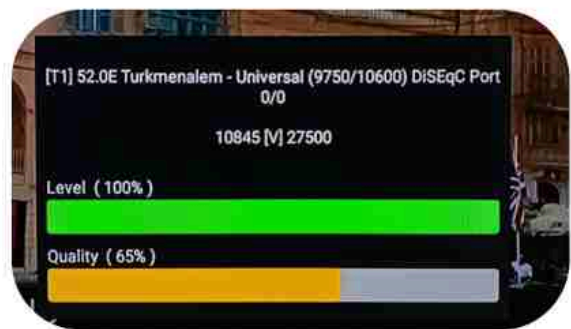 [T1] 52.0E Turkmenalem - Universal (9750/10600) DiSEqC Port
0/0
10845 [V] 27500
Level ( 100% )
Quality ( 65% )